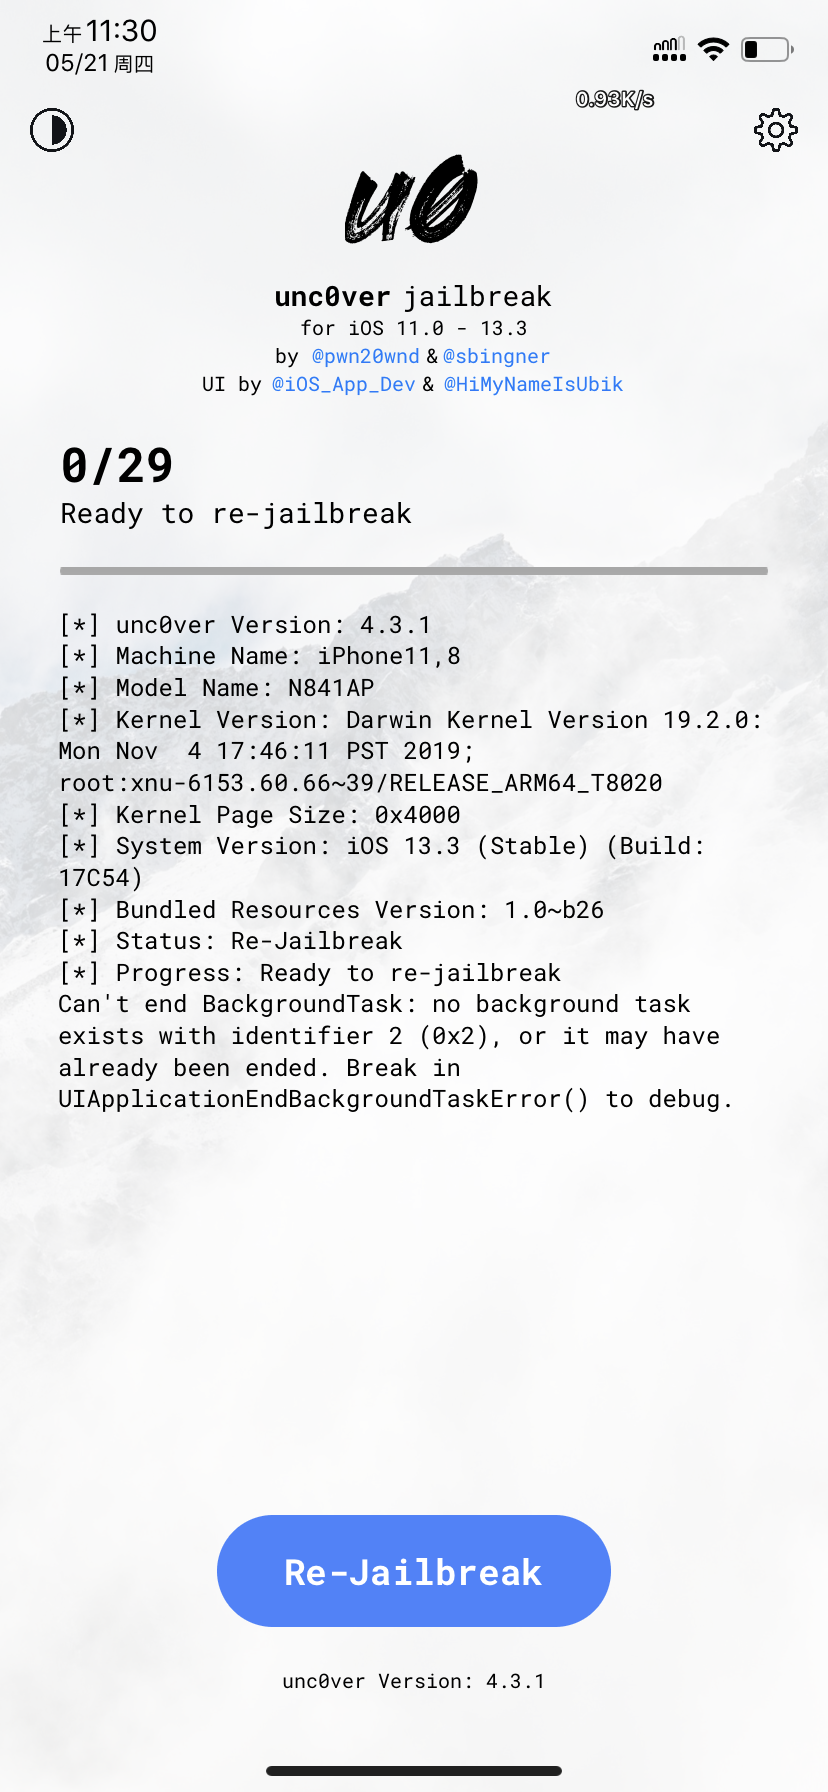 上午11:30
05/21 周四
0.93K/s
u0
unc0ver jailbreak
for iOS 11.0 - 13.3
by @pwn20wnd & @sbingner
UI by @iOS_App_Dev & @HiMyNameIsUbik
0/29
Ready to re-jailbreak
[*] unc0ver Version: 4.3.1
[*] Machine Name: iPhone11,8
[*] Model Name: N841AP
[*] Kernel Version: Darwin Kernel Version 19.2.0:
Mon Nov  4 17:46:11 PST 2019;
root:xnu-6153.60.66~39/RELEASE_ARM64_T8020
[*] Kernel Page Size: 0x4000
[*] System Version: iOS 13.3 (Stable) (Build:
17C54)
[*] Bundled Resources Version: 1.0~b26
[*] Status: Re-Jailbreak
[*] Progress: Ready to re-jailbreak
Can't end BackgroundTask: no background task
exists with identifier 2 (0x2), or it may have
already been ended. Break in
UIApplicationEndBackgroundTaskError() to debug.
Re-Jailbreak
unc0ver Version: 4.3.1